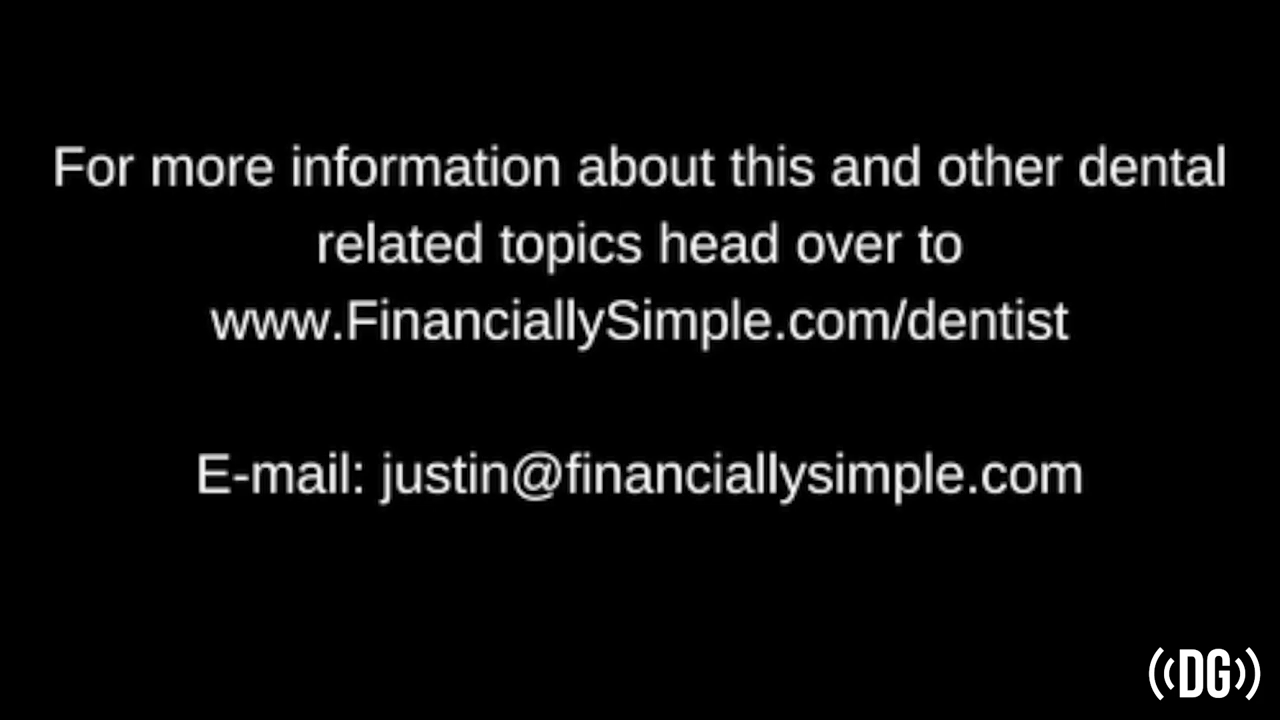 For more information about this and other dental
related topics head over to
www.FinanciallySimple.com/dentist
E-mail: justin@financiallysimple.com
((DG))